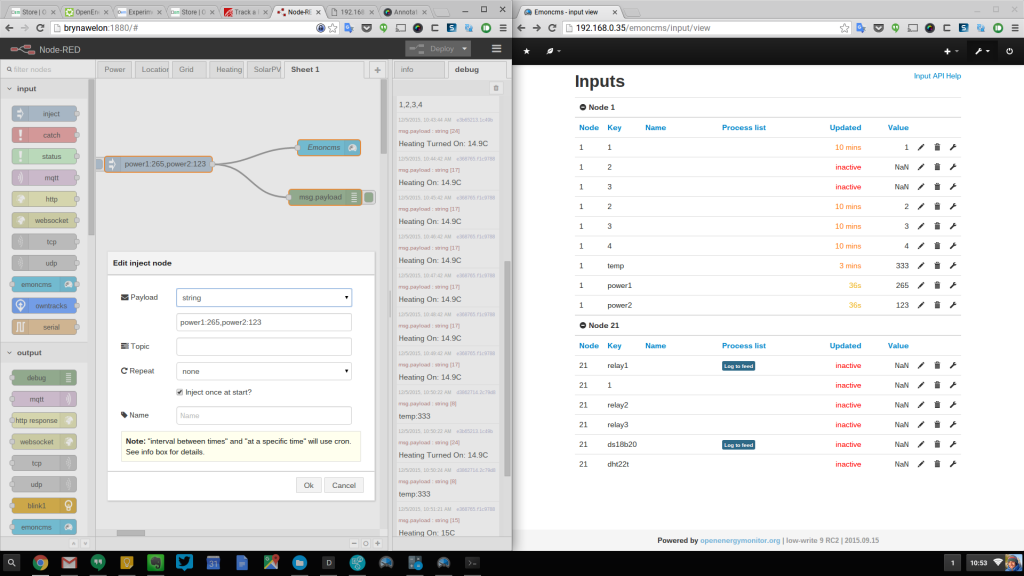 Store | O
OpenEn
Experim
Store | O
Track a
Node-R
192.168
Annotat
brynawelon:1880/#
Node-RED
Deploy
filter nodes
Power
Location
Grid
Heating
SolarPV
Sheet 1
+
info
debug
input
inject
catch
status
mqtt
http
websocket
tcp
udp
emoncms
owntracks
serial
output
debug
mqtt
http response
websocket
tcp
udp
blink1
emoncms
power1:265,power2:123
Emoncms
msg.payload
Edit inject node
Payload
string
power1:265,power2:123
Topic
Repeat
none
Inject once at start?
Name
Name
Note: "interval between times" and "at a specific time" will use cron.
See info box for details.
Ok
Cancel
1,2,3,4
msg.payload : string [24]
Heating Turned On: 14.9C
msg.payload : string [17]
Heating On: 14.9C
msg.payload : string [17]
Heating On: 14.9C
msg.payload : string [17]
Heating On: 14.9C
msg.payload : string [17]
Heating On: 14.9C
msg.payload : string [17]
Heating On: 14.9C
msg.payload : string [17]
Heating On: 14.9C
msg.payload : string [17]
Heating On: 14.9C
msg.payload : string [8]
temp:333
msg.payload : string [24]
Heating Turned On: 14.9C
msg.payload : string [8]
temp:333
msg.payload : string [15]
Heating On: 15C
Emoncms - input view
192.168.0.35/emoncms/input/view
Inputs
Input API Help
Node 1
Node Key Name Process list Updated Value
1 1 10 mins 1
1 2 inactive NaN
1 3 inactive NaN
1 2 10 mins 2
1 3 10 mins 3
1 4 10 mins 4
1 temp 3 mins 333
1 power1 36s 265
1 power2 36s 123
Node 21
Node Key Name Process list Updated Value
21 relay1 Log to feed inactive NaN
21 1 inactive NaN
21 relay2 inactive NaN
21 relay3 inactive NaN
21 ds18b20 Log to feed inactive NaN
21 dht22t inactive NaN
Powered by openenergymonitor.org | low-write 9 RC2 | 2015.09.15
31
D
1
10:53